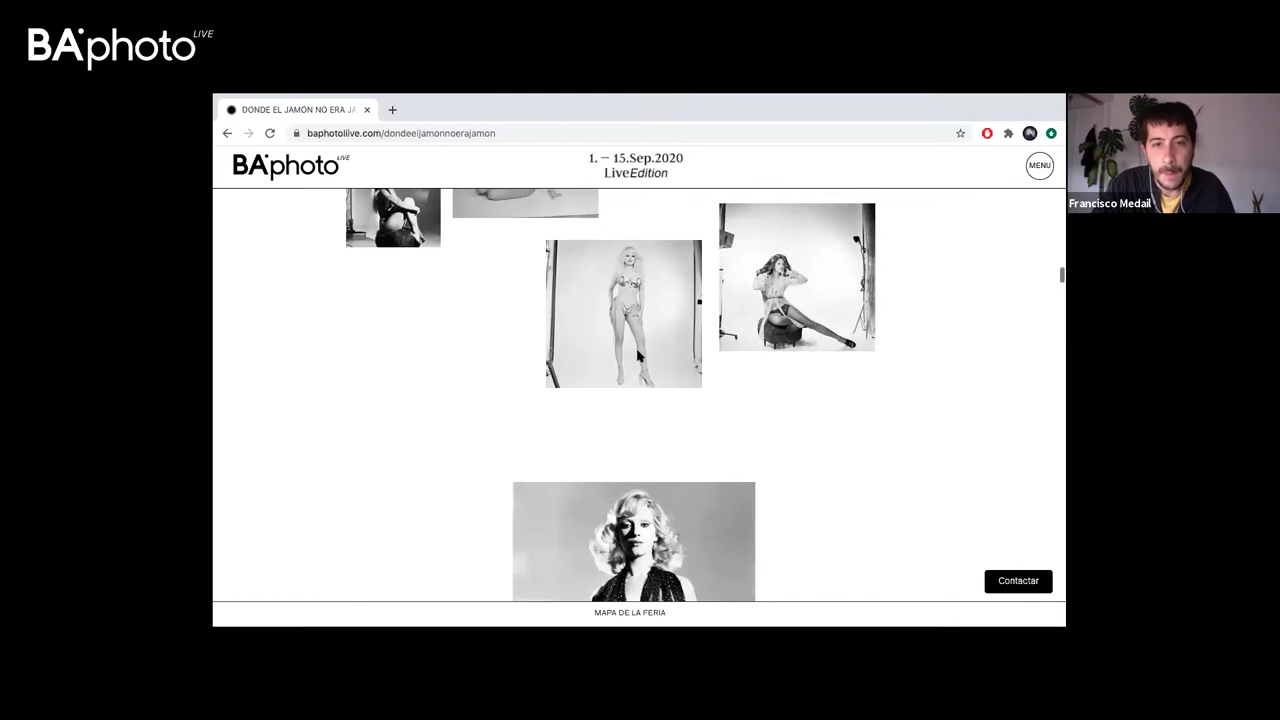 BAphoto LIVE
DONDE EL JAMÓN NO ERA JA
baphotoliive.com/dondeeljamonnoerajamon
BAphoto LIVE
1. — 15.Sep.2020
LiveEdition
MENU
Francisco Medail
Contactar
MAPA DE LA FERIA